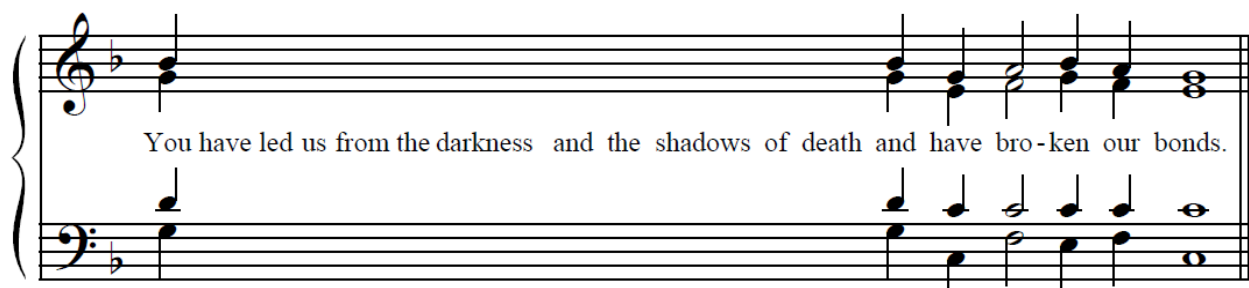 You have led us from the darkness and the shadows of death and have bro-ken our bonds.